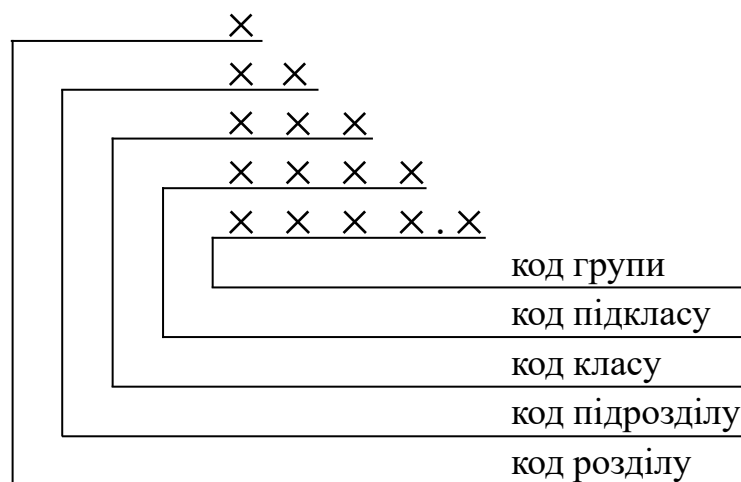 ×
× ×
× × ×
× × × ×
× × × × . ×
код групи
код підкласу
код класу
код підрозділу
код розділу